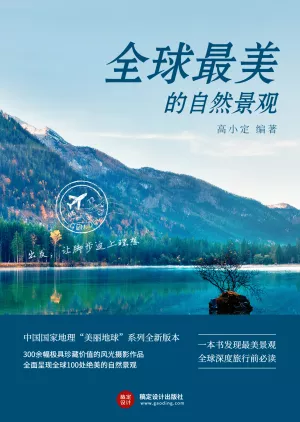 全球最美
的自然景观
高小定 编著
出发，让脚步追上理想
中国国家地理“美丽地球”系列全新版本
300余幅极具珍藏价值的风光摄影作品
全面呈现全球100处绝美的自然景观
一本书发现最美景观
全球深度旅行前必读
稿定
设计
稿定设计出版社
www.gaoding.com